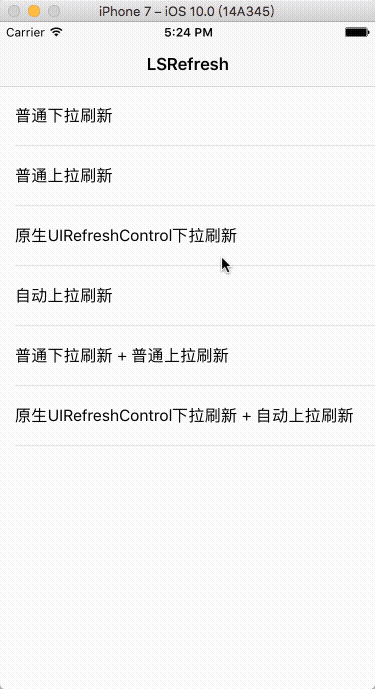 iPhone 7 – iOS 10.0 (14A345)
Carrier 5:24 PM
LSRefresh
普通下拉刷新
普通上拉刷新
原生UIRefreshControl下拉刷新
自动上拉刷新
普通下拉刷新 + 普通上拉刷新
原生UIRefreshControl下拉刷新 + 自动上拉刷新